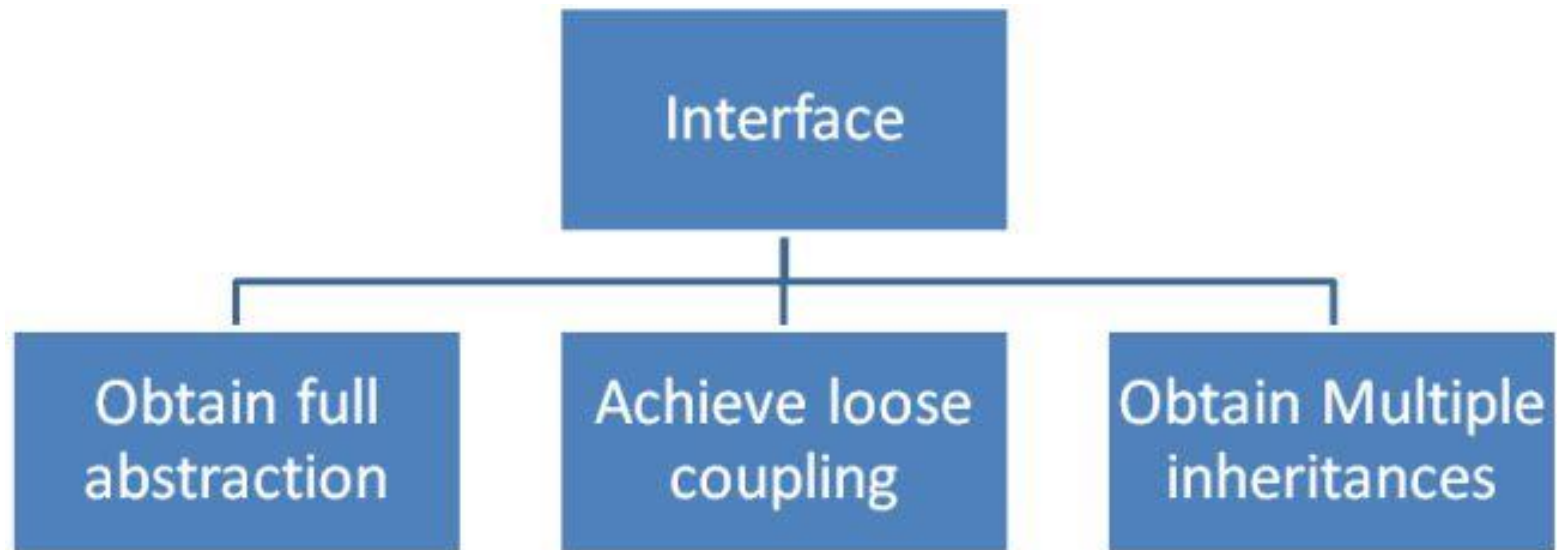 Interface
Obtain full
abstraction
Achieve loose
coupling
Obtain Multiple
inheritances